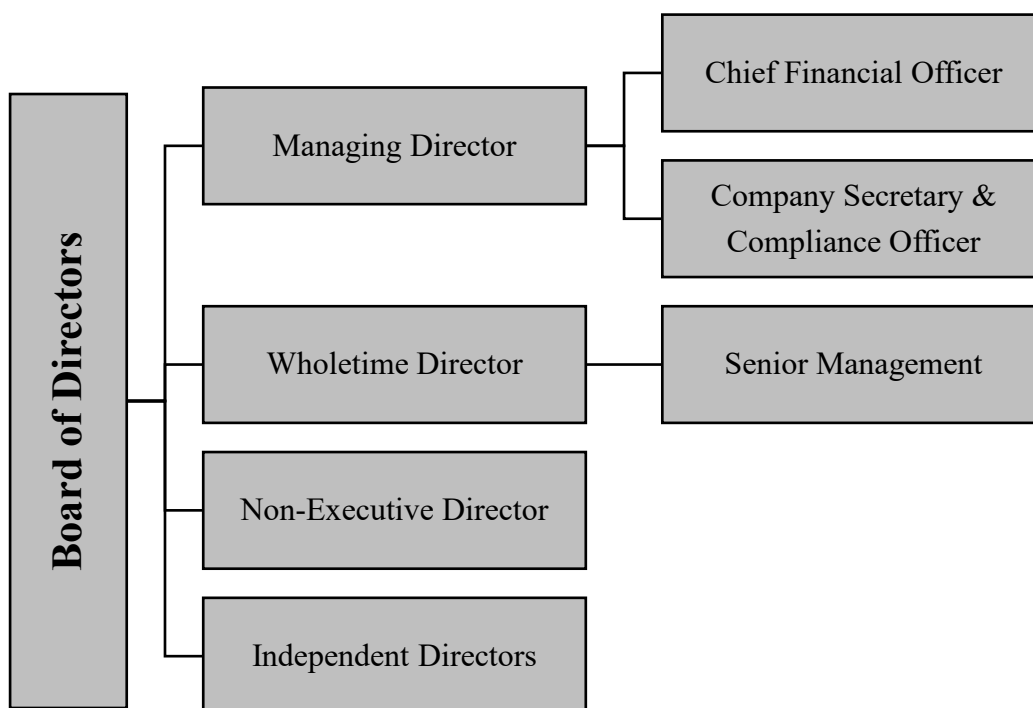 Board of Directors
Managing Director
Chief Financial Officer
Company Secretary &
Compliance Officer
Wholetime Director
Senior Management
Non-Executive Director
Independent Directors